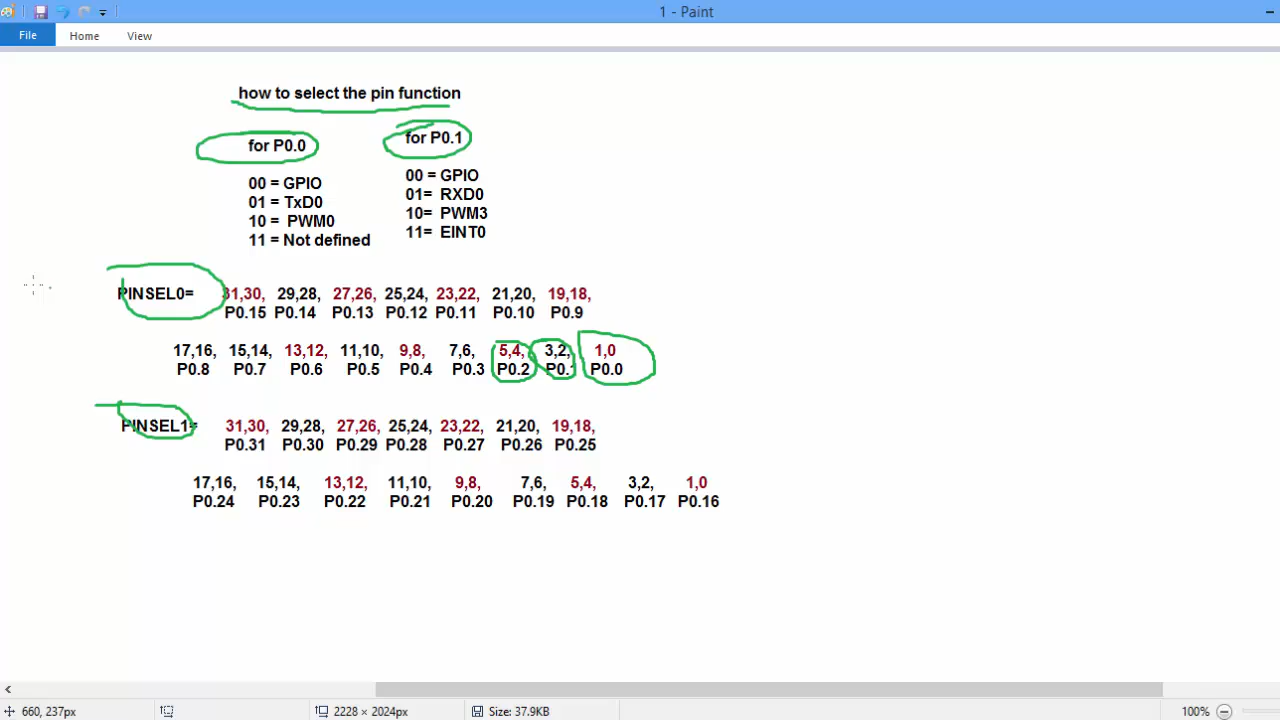 1 - Paint
File Home View
how to select the pin function
for P0.0
for P0.1
00 = GPIO
01 = TxD0
10 = PWM0
11 = Not defined
00 = GPIO
01= RXD0
10= PWM3
11= EINT0
PINSEL0= 31,30, 29,28, 27,26, 25,24, 23,22, 21,20, 19,18,
P0.15 P0.14 P0.13 P0.12 P0.11 P0.10 P0.9
17,16, 15,14, 13,12, 11,10, 9,8, 7,6, 5,4, 3,2, 1,0
P0.8 P0.7 P0.6 P0.5 P0.4 P0.3 P0.2 P0.1 P0.0
PINSEL1= 31,30, 29,28, 27,26, 25,24, 23,22, 21,20, 19,18,
P0.31 P0.30 P0.29 P0.28 P0.27 P0.26 P0.25
17,16, 15,14, 13,12, 11,10, 9,8, 7,6, 5,4, 3,2, 1,0
P0.24 P0.23 P0.22 P0.21 P0.20 P0.19 P0.18 P0.17 P0.16
660, 237px 2228 × 2024px Size: 37.9KB 100%